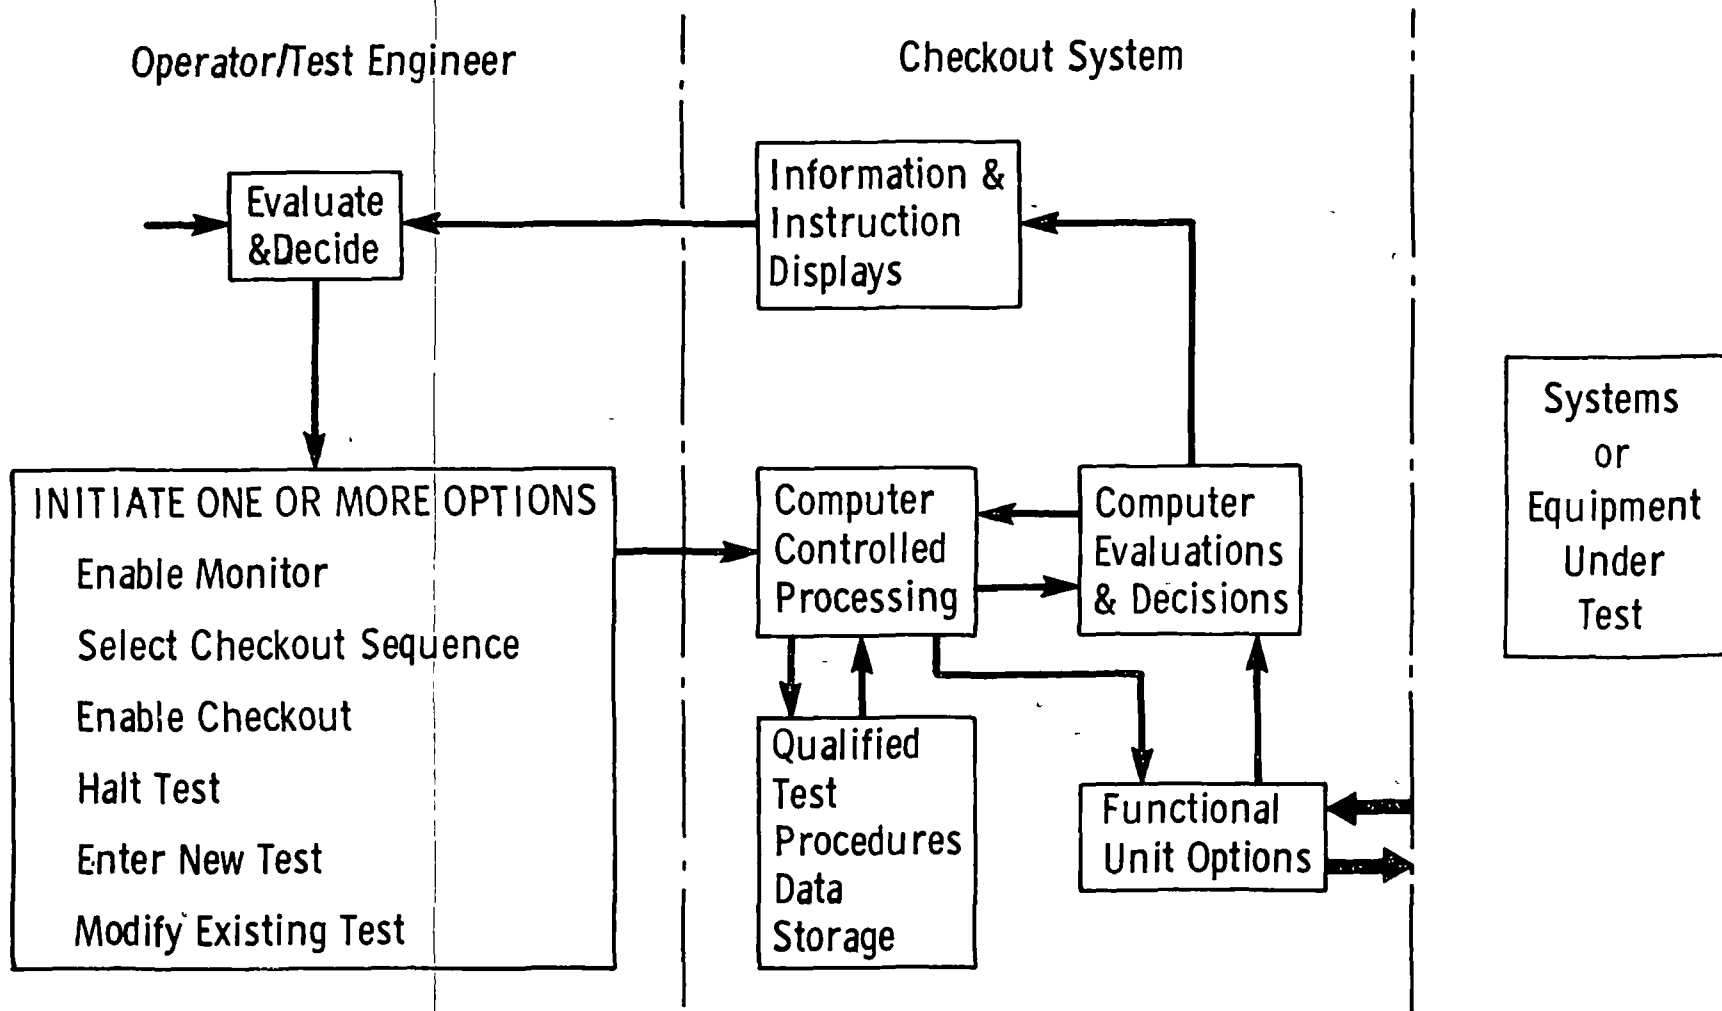 Operator/Test Engineer
Checkout System
Evaluate
&Decide
Information &
Instruction
Displays
INITIATE ONE OR MORE OPTIONS
Enable Monitor
Select Checkout Sequence
Enable Checkout
Halt Test
Enter New Test
Modify Existing Test
Computer
Controlled
Processing
Computer
Evaluations
& Decisions
Qualified
Test
Procedures
Data
Storage
Functional
Unit Options
Systems
or
Equipment
Under
Test